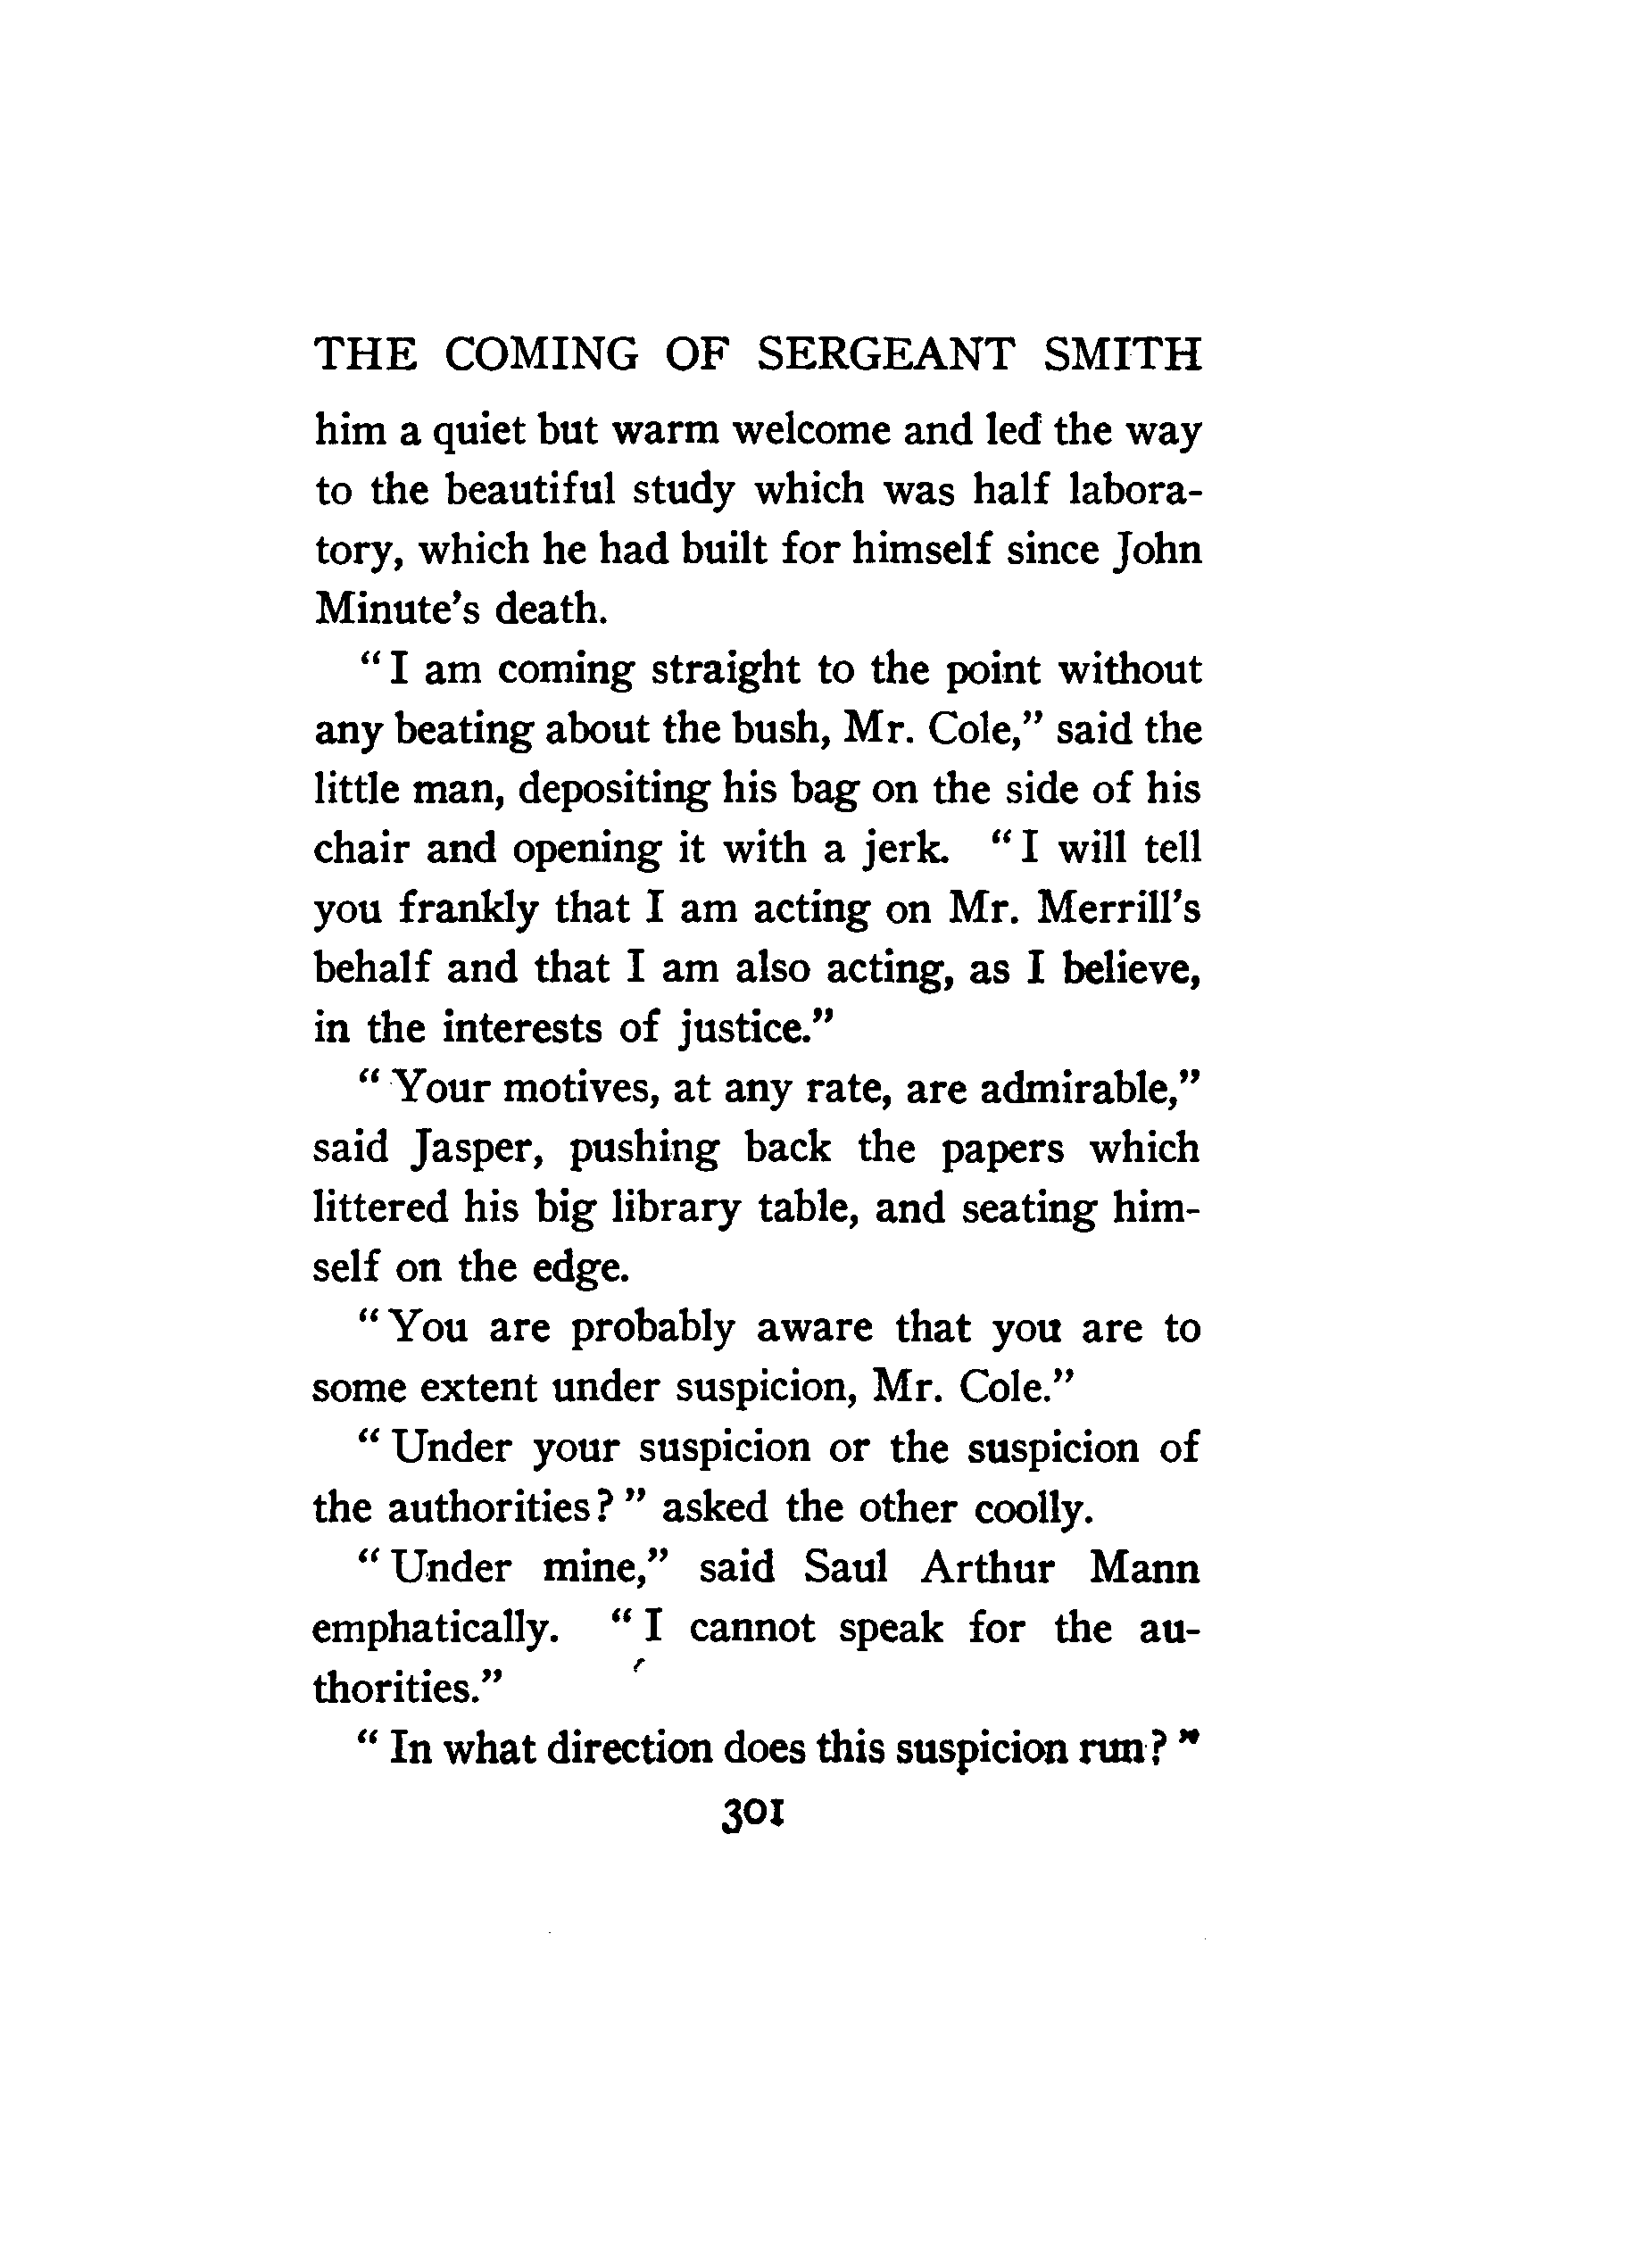 THE COMING OF SERGEANT SMITH
him a quiet but warm welcome and led the way
to the beautiful study which was half labora-
tory, which he had built for himself since John
Minute's death.
" I am coming straight to the point without
any beating about the bush, Mr. Cole," said the
little man, depositing his bag on the side of his
chair and opening it with a jerk. " I will tell
you frankly that I am acting on Mr. Merrill's
behalf and that I am also acting, as I believe,
in the interests of justice."
" Your motives, at any rate, are admirable,"
said Jasper, pushing back the papers which
littered his big library table, and seating him-
self on the edge.
" You are probably aware that you are to
some extent under suspicion, Mr. Cole."
" Under your suspicion or the suspicion of
the authorities? " asked the other coolly.
" Under mine," said Saul Arthur Mann
emphatically. " I cannot speak for the au-
thorities."
" In what direction does this suspicion run? "
301